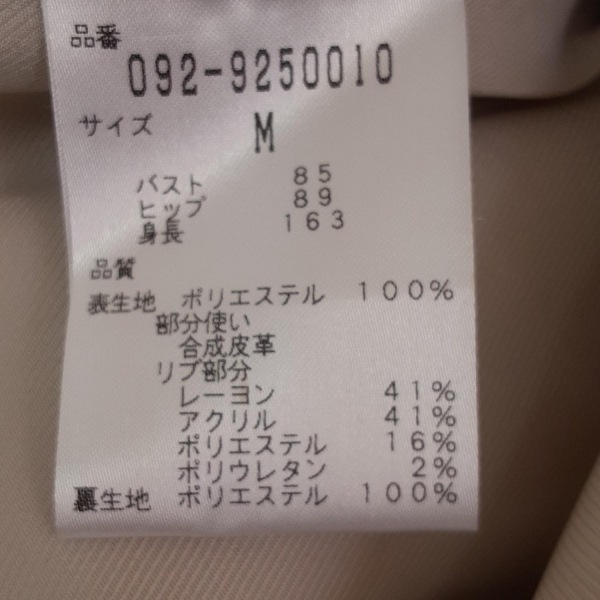 品番
092-9250010
サイズ M
バスト 85
ヒップ 89
身長 163
品質
表生地 ポリエステル 100%
部分使い
合成皮革
リブ部分
レーヨン 41%
アクリル 41%
ポリエステル 16%
ポリウレタン 2%
裏生地 ポリエステル 100%